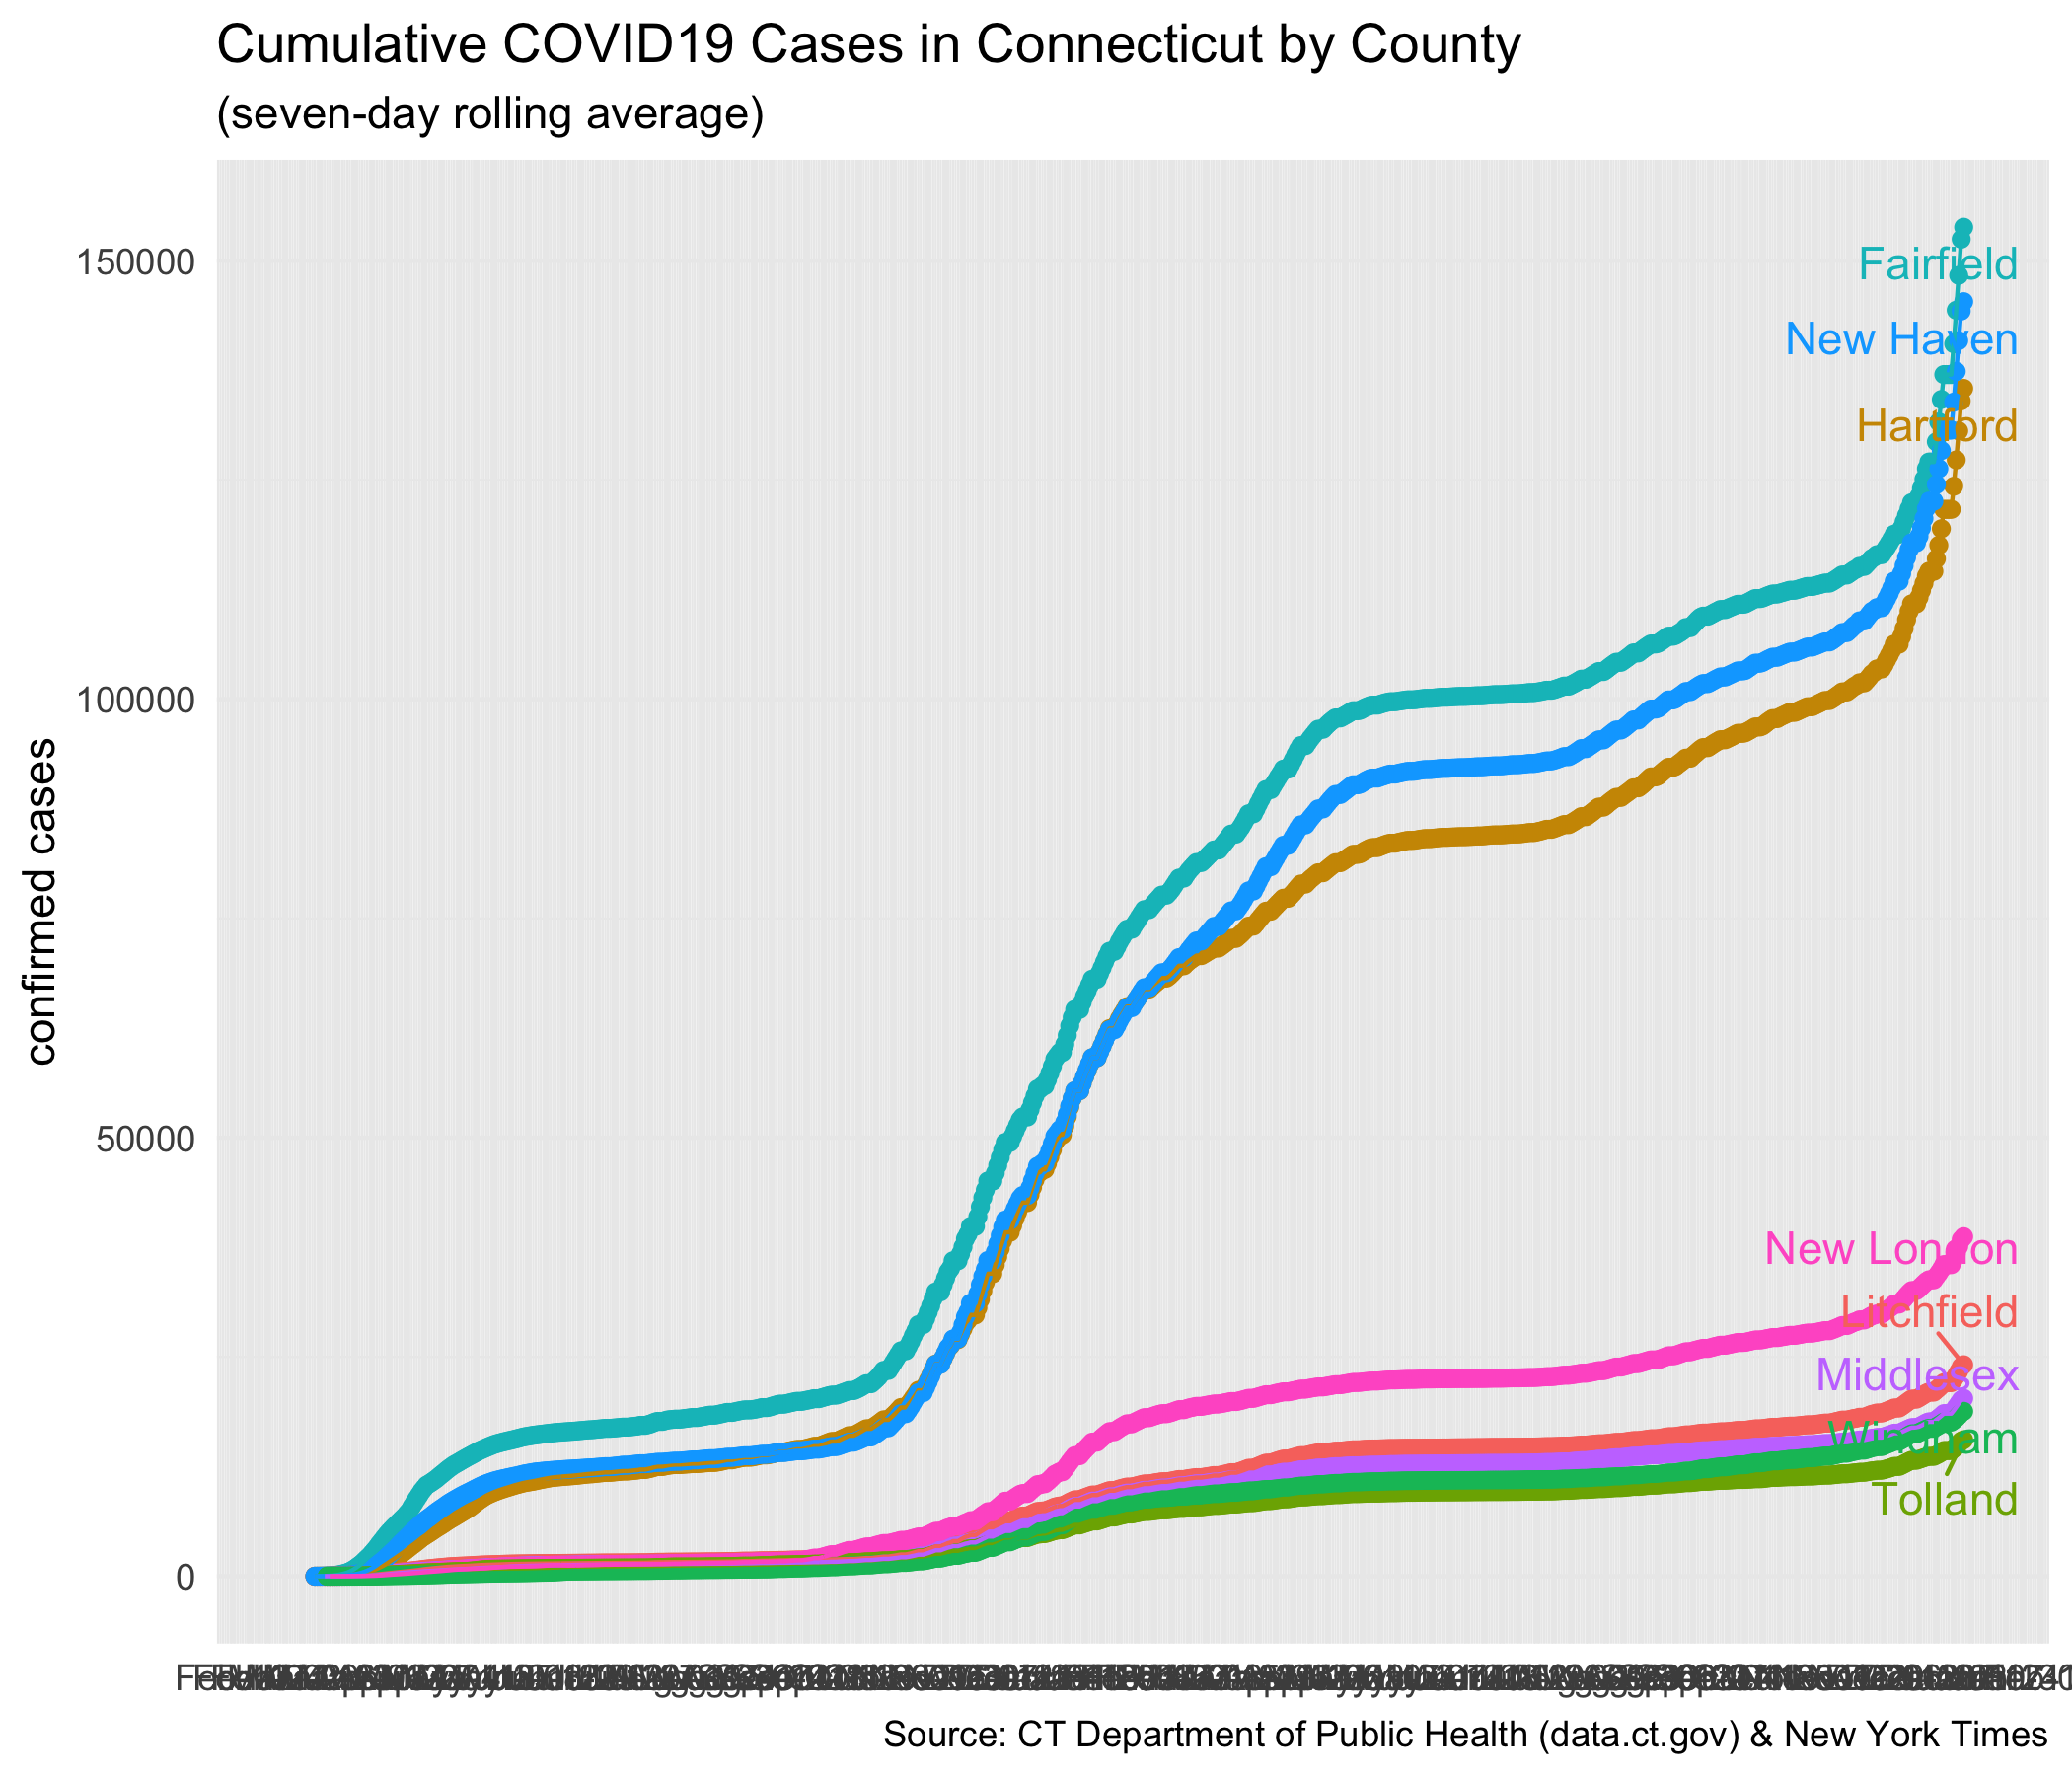 Cumulative COVID19 Cases in Connecticut by County
(seven-day rolling average)
150000
100000
50000
0
confirmed cases
Fairfield
New Haven
Hartford
New London
Litchfield
Middlesex
Windham
Tolland
Source: CT Department of Public Health (data.ct.gov) & New York Times